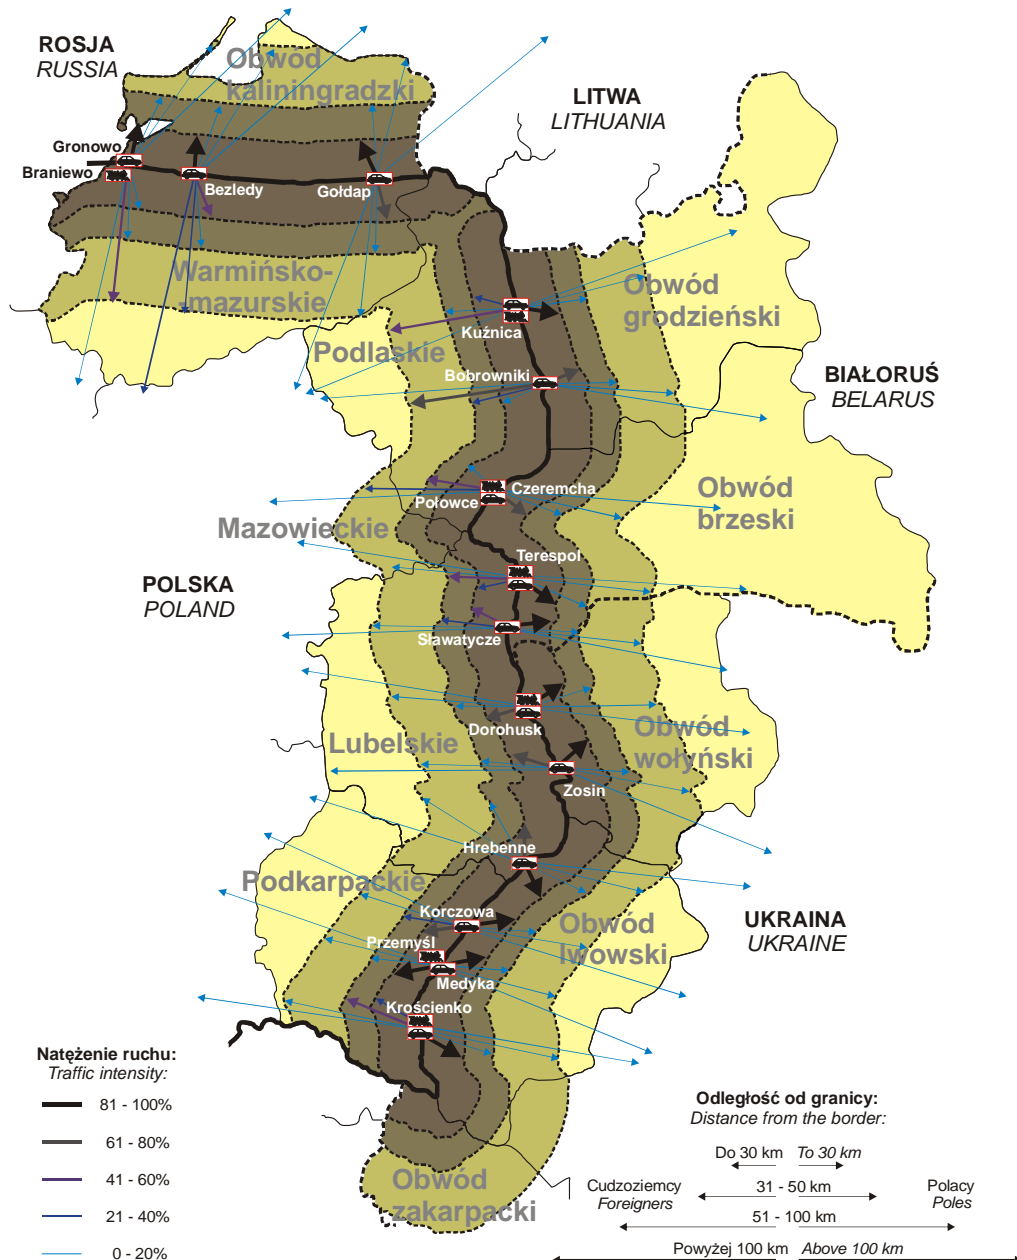 ROSJA
RUSSIA
Obwód
kaliningradzki
LITWA
LITHUANIA
Gronowo
Braniewo
Bezledy
Gołdap
Warmińsko-
-mazurskie
Obwód
grodzieński
Kuźnica
Podlaskie
Bobrowniki
BIAŁORUŚ
BELARUS
Czeremcha
Połowce
Obwód
brzeski
Mazowieckie
Terespol
POLSKA
POLAND
Sławatycze
Dorohusk
Lubelskie
Obwód
wołyński
Zosin
Hrebenne
Podkarpackie
Korczowa
Obwód
lwowski
UKRAINA
UKRAINE
Przemyśl
Medyka
Krościenko
Obwód
zakarpacki
Natężenie ruchu:
Traffic intensity:
81 - 100%
61 - 80%
41 - 60%
21 - 40%
0 - 20%
Odległość od granicy:
Distance from the border:
Do 30 km To 30 km
Cudzoziemcy
Foreigners
31 - 50 km
Polacy
Poles
51 - 100 km
Powyżej 100 km Above 100 km